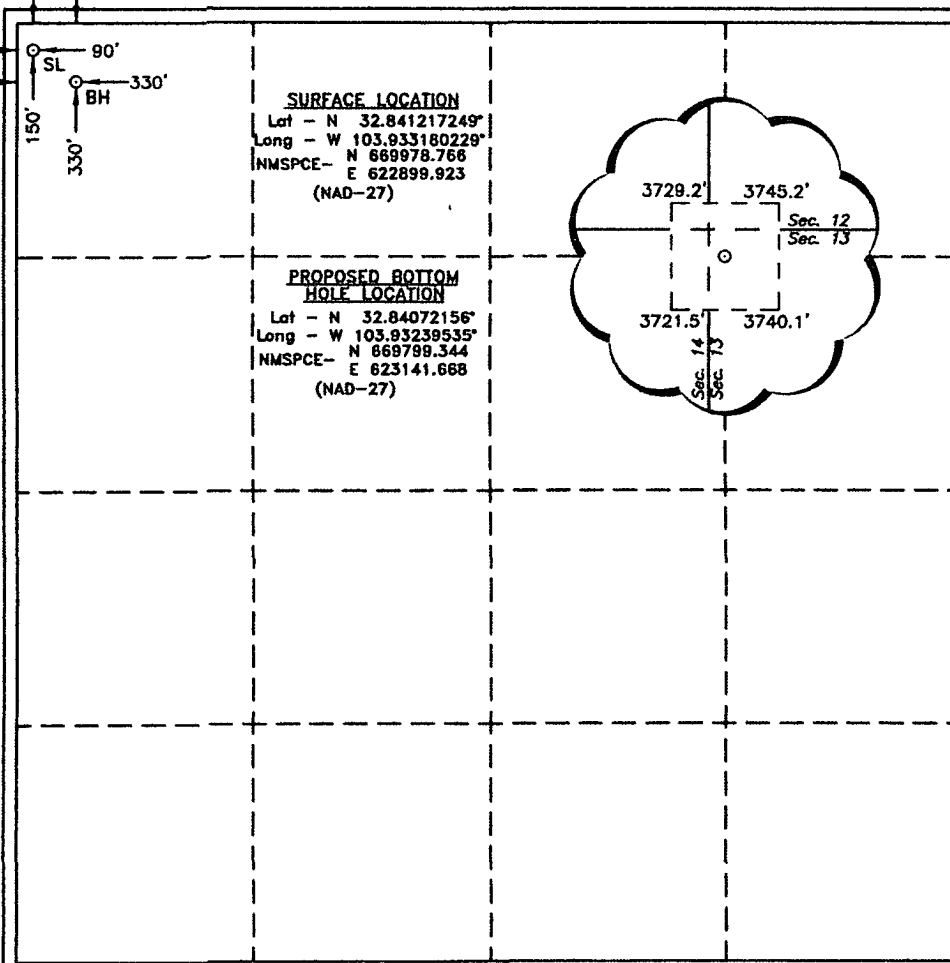 90'
SL
330'
BH
150'
330'
SURFACE LOCATION
Lat - N 32.841217249°
Long - W 103.933180229°
NMSPCE- N 669978.766
E 622899.923
(NAD-27)
PROPOSED BOTTOM
HOLE LOCATION
Lat - N 32.84072156°
Long - W 103.93239535°
NMSPCE- N 669799.344
E 623141.668
(NAD-27)
3729.2' 3745.2'
Sec. 12
Sec. 13
3721.5' 3740.1'
Sec. 14
Sec. 13